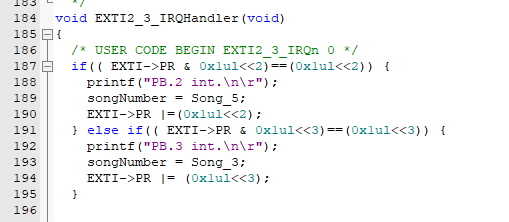 183 */
184 void EXTI2_3_IRQHandler(void)
185 {
186 /* USER CODE BEGIN EXTI2_3_IRQn 0 */
187 if(( EXTI->PR & 0x1ul<<2)==(0x1ul<<2)) {
188 printf("PB.2 int.\n\r");
189 songNumber = Song_5;
190 EXTI->PR |=(0x1ul<<2);
191 } else if(( EXTI->PR & 0x1ul<<3)==(0x1ul<<3)) {
192 printf("PB.3 int.\n\r");
193 songNumber = Song_3;
194 EXTI->PR |= (0x1ul<<3);
195 }
196